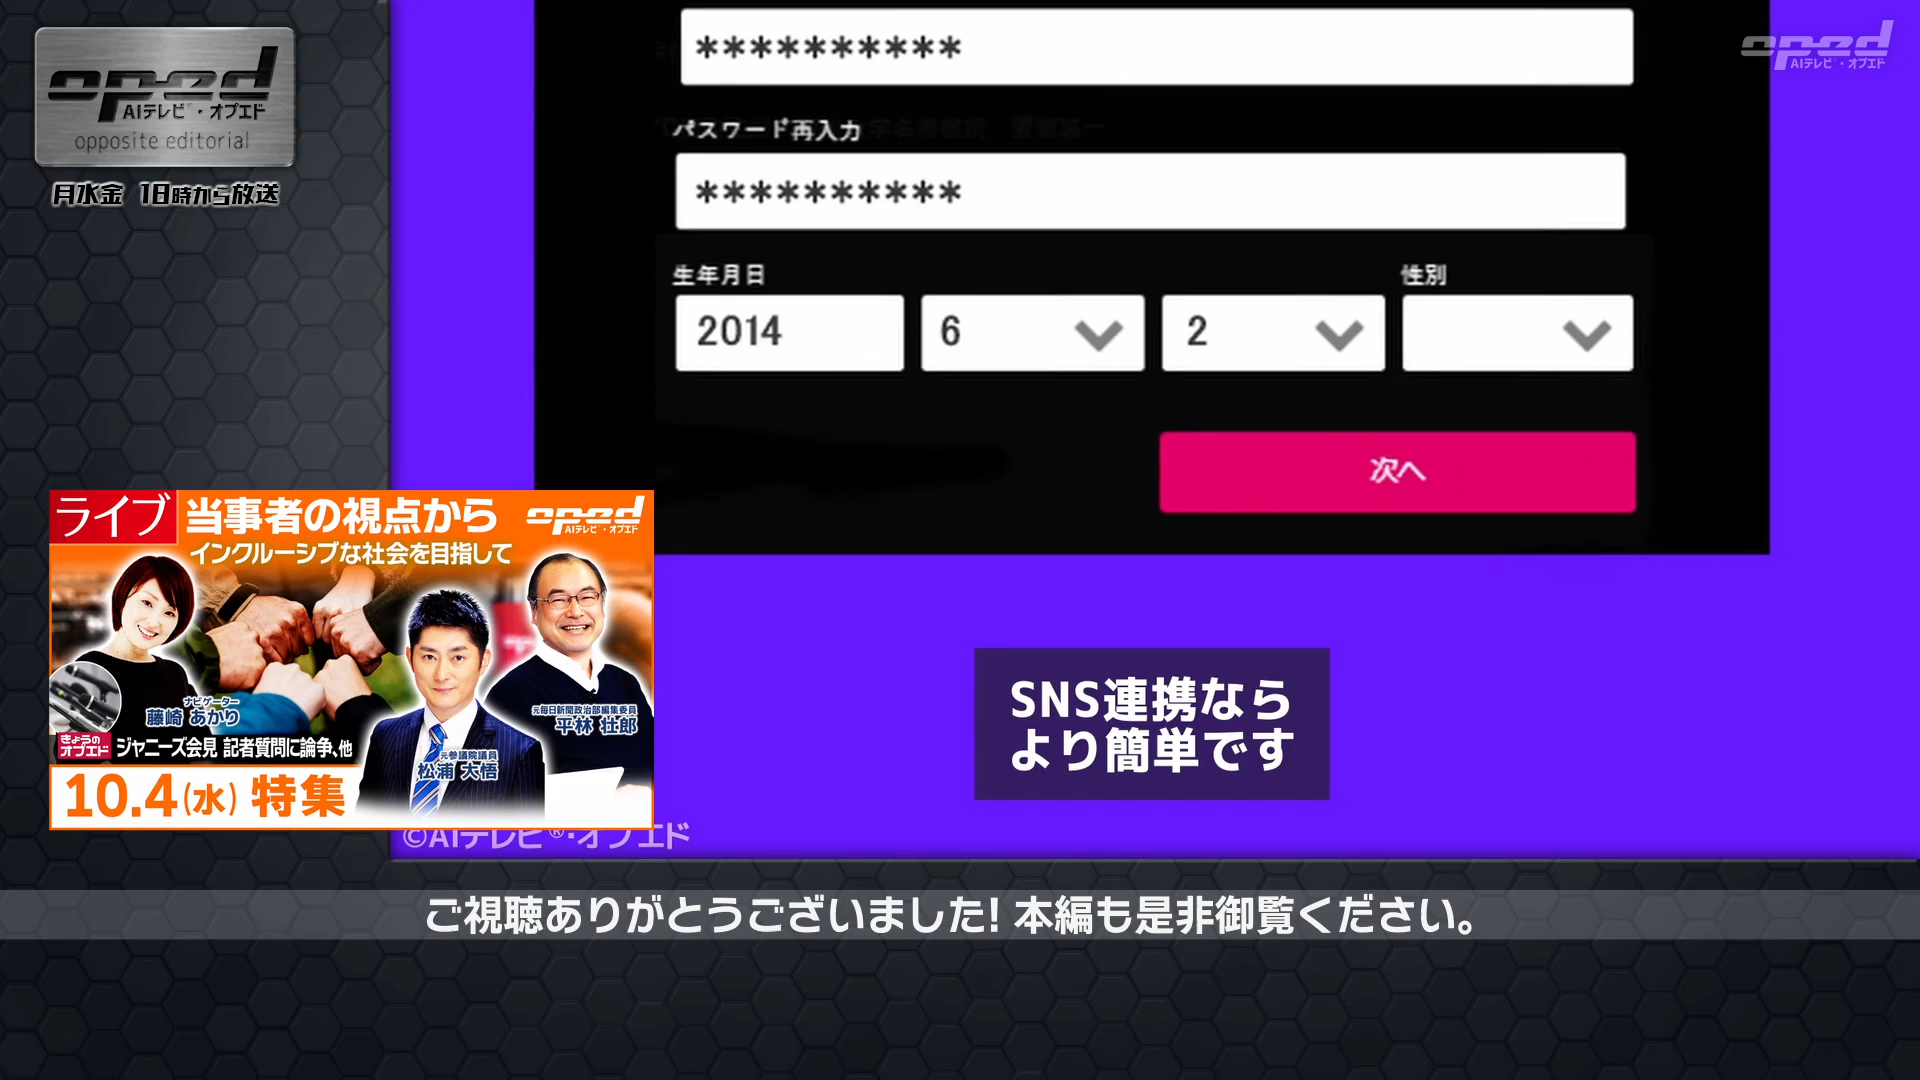 oped
AIテレビ®・オプエド
opposite editorial
月水金 18時から放送
oped
AIテレビ®・オプエド
**********
パスワード再入力
**********
生年月日
性別
2014
6
2
次へ
ライブ
当事者の視点から
oped
AIテレビ®・オプエド
インクルーシブな社会を目指して
ナビゲーター
藤崎 あかり
元毎日新聞政治部編集委員
平林 壮郎
元参議院議員
松浦 大悟
きょうの
オプエド
ジャニーズ会見 記者質問に論争、他
10.4(水) 特集
SNS連携なら
より簡単です
©AIテレビ®・オプエド
ご視聴ありがとうございました! 本編も是非御覧ください。